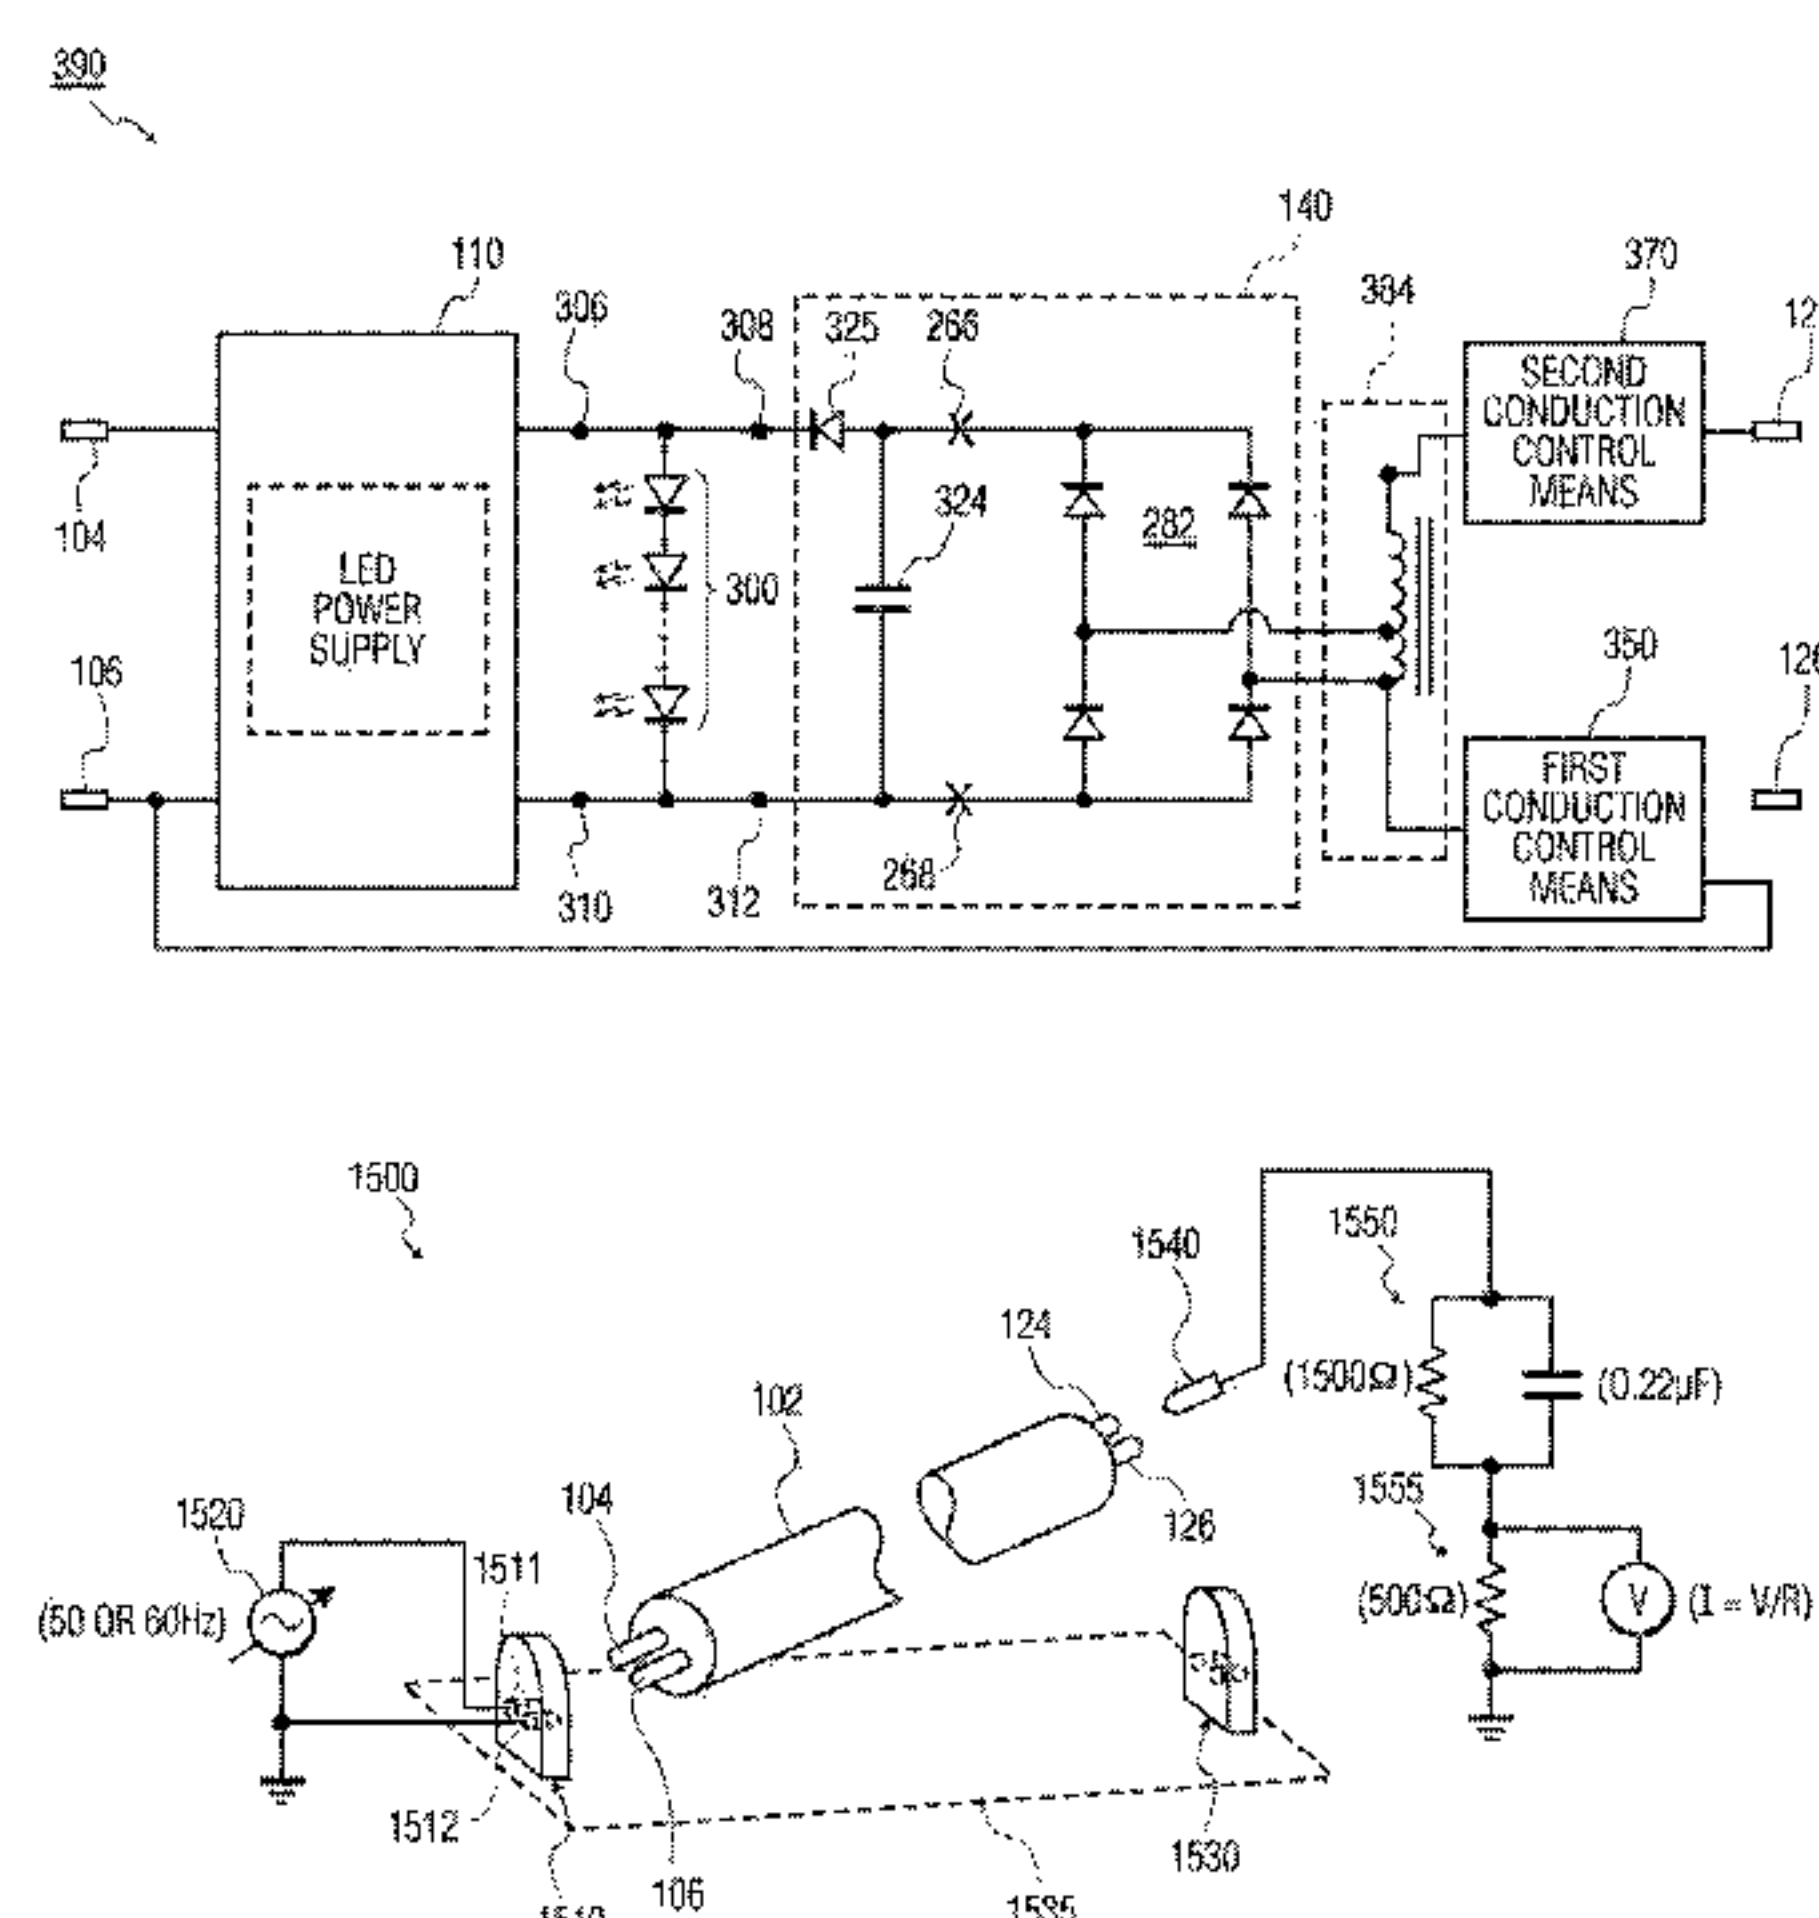 390
140
370
110
384
306
308
325
266
SECOND
CONDUCTION
CONTROL
MEANS
324
282
104
LED
POWER
SUPPLY
300
106
350
FIRST
CONDUCTION
CONTROL
MEANS
268
310
312
1500
1550
1540
124
(1500Ω)
(0.22µF)
102
104
1520
1555
126
1511
(50 OR 60Hz)
(500Ω)
V
(I = V/R)
1512
1530
106